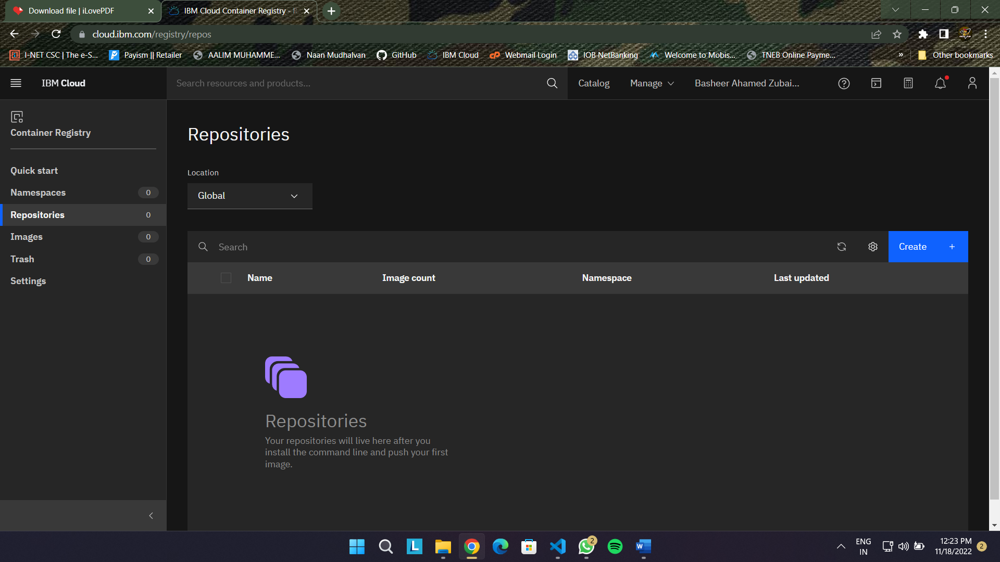 Download file | iLovePDF
IBM Cloud Container Registry - R
cloud.ibm.com/registry/repos
I-NET CSC | The e-S...
Payism || Retailer
AALIM MUHAMME...
Naan Mudhalvan
GitHub
IBM Cloud
Webmail Login
IOB NetBanking
Welcome to Mobis...
TNEB Online Payme...
»
Other bookmarks
IBM Cloud
Search resources and products...
Catalog
Manage
Basheer Ahamed Zubai...
Container Registry
Quick start
Namespaces 0
Repositories 0
Images 0
Trash 0
Settings
Repositories
Location
Global
Search
Create +
Name Image count Namespace Last updated
Repositories
Your repositories will live here after you
install the command line and push your first
image.
2
ENG
IN
12:23 PM
11/18/2022
2